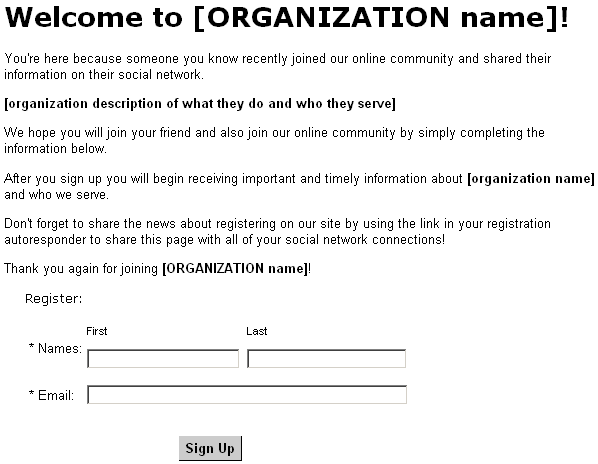 Welcome to [ORGANIZATION name]!
You're here because someone you know recently joined our online community and shared their
information on their social network.
[organization description of what they do and who they serve]
We hope you will join your friend and also join our online community by simply completing the
information below.
After you sign up you will begin receiving important and timely information about [organization name]
and who we serve.
Don't forget to share the news about registering on our site by using the link in your registration
autoresponder to share this page with all of your social network connections!
Thank you again for joining [ORGANIZATION name]!
Register:
First Last
* Names:
* Email:
Sign Up